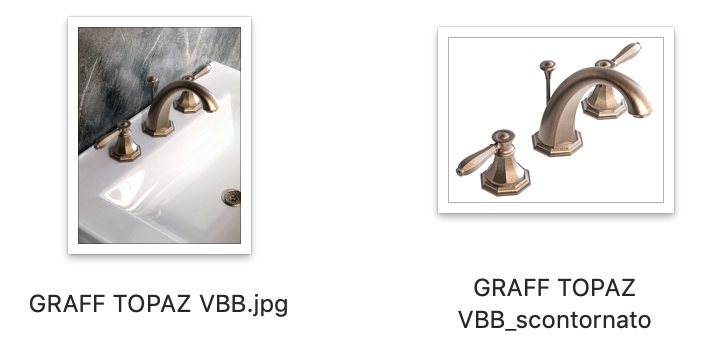 GRAFF TOPAZ VBB.jpg
GRAFF TOPAZ
VBB_scontornato